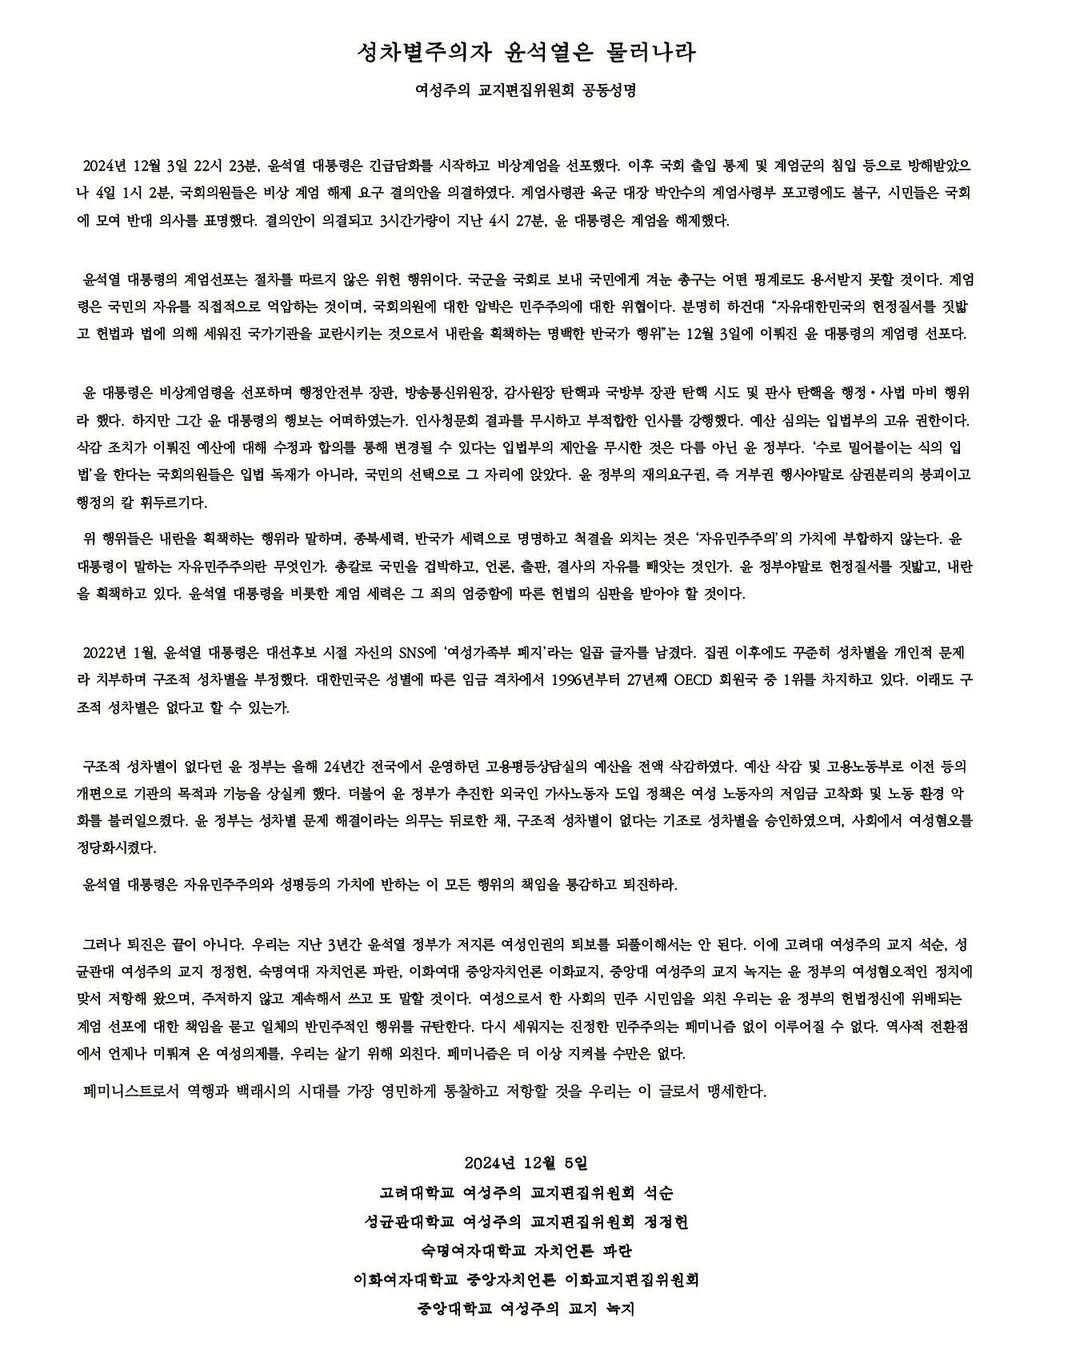 성차별주의자 윤석열은 물러나라
여성주의 교지편집위원회 공동성명
2024년 12월 3일 22시 23분, 윤석열 대통령은 긴급담화를 시작하고 비상계엄을 선포했다. 이후 국회 출입 통제 및 계엄군의 침입 등으로 방해받았으
나 4일 1시 2분, 국회의원들은 비상 계엄 해제 요구 결의안을 의결하였다. 계엄사령관 육군 대장 박안수의 계엄사령부 포고령에도 불구, 시민들은 국회
에 모여 반대 의사를 표명했다. 결의안이 의결되고 3시간가량이 지난 4시 27분, 윤 대통령은 계엄을 해제했다.
윤석열 대통령의 계엄선포는 절차를 따르지 않은 위헌 행위이다. 국군을 국회로 보내 국민에게 겨눈 총구는 어떤 핑계로도 용서받지 못할 것이다. 계엄
령은 국민의 자유를 직접적으로 억압하는 것이며, 국회의원에 대한 압박은 민주주의에 대한 위협이다. 분명히 하건대 “자유대한민국의 헌정질서를 짓밟
고 헌법과 법에 의해 세워진 국가기관을 교란시키는 것으로서 내란을 획책하는 명백한 반국가 행위”는 12월 3일에 이뤄진 윤 대통령의 계엄령 선포다.
윤 대통령은 비상계엄령을 선포하며 행정안전부 장관, 방송통신위원장, 감사원장 탄핵과 국방부 장관 탄핵 시도 및 판사 탄핵을 행정·사법 마비 행위
라 했다. 하지만 그간 윤 대통령의 행보는 어떠하였는가. 인사청문회 결과를 무시하고 부적합한 인사를 강행했다. 예산 심의는 입법부의 고유 권한이다.
삭감 조치가 이뤄진 예산에 대해 수정과 합의를 통해 변경될 수 있다는 입법부의 제안을 무시한 것은 다름 아닌 윤 정부다. ‘수로 밀어붙이는 식의 입
법’을 한다는 국회의원들은 입법 독재가 아니라, 국민의 선택으로 그 자리에 앉았다. 윤 정부의 재의요구권, 즉 거부권 행사야말로 삼권분리의 붕괴이고
행정의 칼 휘두르기다.
위 행위들은 내란을 획책하는 행위라 말하며, 종북세력, 반국가 세력으로 명명하고 척결을 외치는 것은 ‘자유민주주의’의 가치에 부합하지 않는다. 윤
대통령이 말하는 자유민주주의란 무엇인가. 총칼로 국민을 겁박하고, 언론, 출판, 결사의 자유를 빼앗는 것인가. 윤 정부야말로 헌정질서를 짓밟고, 내란
을 획책하고 있다. 윤석열 대통령을 비롯한 계엄 세력은 그 죄의 엄중함에 따른 헌법의 심판을 받아야 할 것이다.
2022년 1월, 윤석열 대통령은 대선후보 시절 자신의 SNS에 ‘여성가족부 폐지’라는 일곱 글자를 남겼다. 집권 이후에도 꾸준히 성차별을 개인적 문제
라 치부하며 구조적 성차별을 부정했다. 대한민국은 성별에 따른 임금 격차에서 1996년부터 27년째 OECD 회원국 중 1위를 차지하고 있다. 이래도 구
조적 성차별은 없다고 할 수 있는가.
구조적 성차별이 없다던 윤 정부는 올해 24년간 전국에서 운영하던 고용평등상담실의 예산을 전액 삭감하였다. 예산 삭감 및 고용노동부로 이전 등의
개편으로 기관의 목적과 기능을 상실케 했다. 더불어 윤 정부가 추진한 외국인 가사노동자 도입 정책은 여성 노동자의 저임금 고착화 및 노동 환경 악
화를 불러일으켰다. 윤 정부는 성차별 문제 해결이라는 의무는 뒤로한 채, 구조적 성차별이 없다는 기조로 성차별을 승인하였으며, 사회에서 여성혐오를
정당화시켰다.
윤석열 대통령은 자유민주주의와 성평등의 가치에 반하는 이 모든 행위의 책임을 통감하고 퇴진하라.
그러나 퇴진은 끝이 아니다. 우리는 지난 3년간 윤석열 정부가 저지른 여성인권의 퇴보를 되풀이해서는 안 된다. 이에 고려대 여성주의 교지 석순, 성
균관대 여성주의 교지 정정헌, 숙명여대 자치언론 파란, 이화여대 중앙자치언론 이화교지, 중앙대 여성주의 교지 녹지는 윤 정부의 여성혐오적인 정치에
맞서 저항해 왔으며, 주저하지 않고 계속해서 쓰고 또 말할 것이다. 여성으로서 한 사회의 민주 시민임을 외친 우리는 윤 정부의 헌법정신에 위배되는
계엄 선포에 대한 책임을 묻고 일체의 반민주적인 행위를 규탄한다. 다시 세워지는 진정한 민주주의는 페미니즘 없이 이루어질 수 없다. 역사적 전환점
에서 언제나 미뤄져 온 여성의제를, 우리는 살기 위해 외친다. 페미니즘은 더 이상 지켜볼 수만은 없다.
페미니스트로서 역행과 백래시의 시대를 가장 영민하게 통찰하고 저항할 것을 우리는 이 글로서 맹세한다.
2024년 12월 5일
고려대학교 여성주의 교지편집위원회 석순
성균관대학교 여성주의 교지편집위원회 정정헌
숙명여자대학교 자치언론 파란
이화여자대학교 중앙자치언론 이화교지편집위원회
중앙대학교 여성주의 교지 녹지